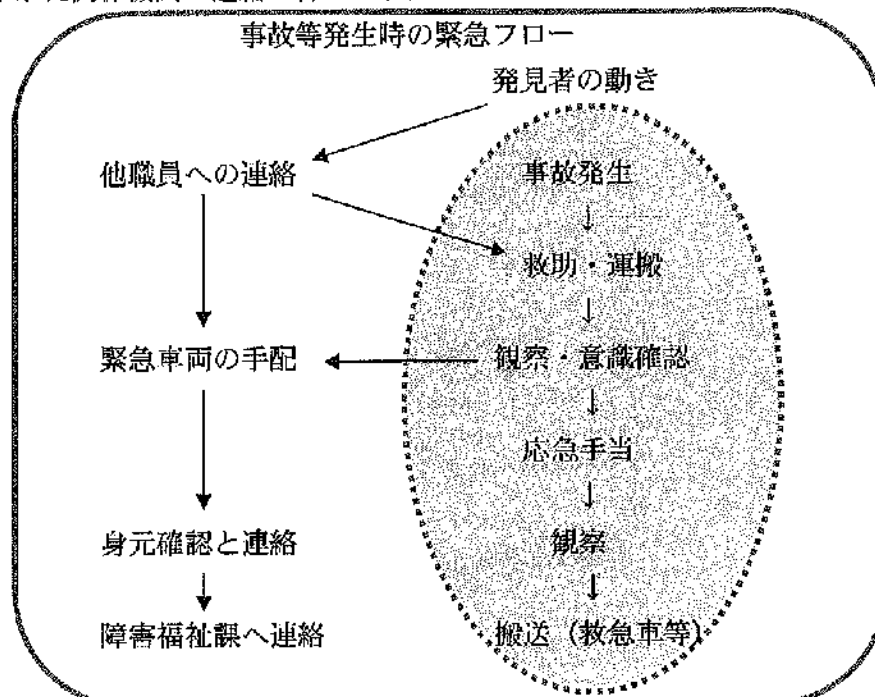 事故等発生時の緊急フロー
発見者の動き
他職員への連絡
事故発生
↓
救助・運搬
↓
緊急車両の手配
観察・意識確認
↓
応急手当
↓
身元確認と連絡
観察
↓
障害福祉課へ連絡
搬送（救急車等）